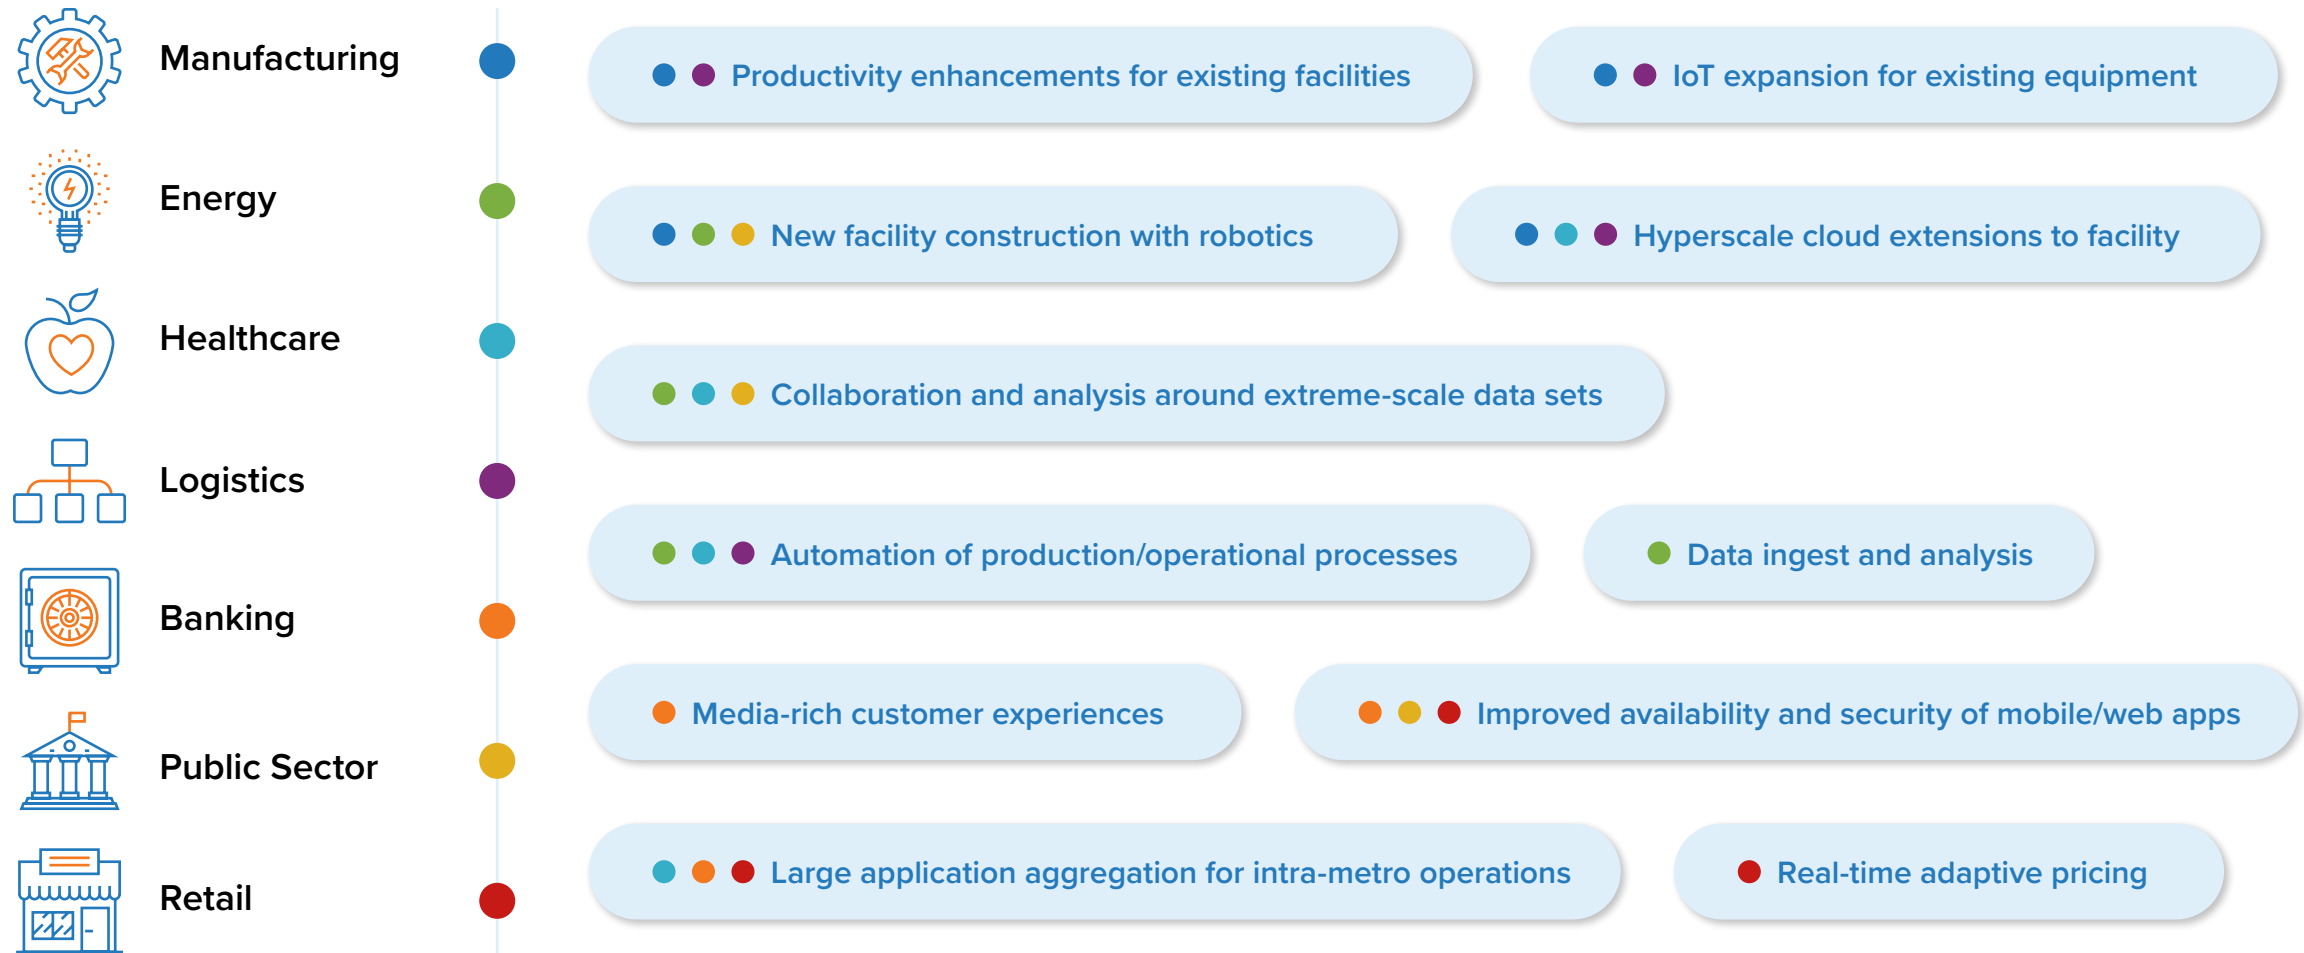 Manufacturing
Energy
Healthcare
Logistics
Banking
Public Sector
Retail
Productivity enhancements for existing facilities
IoT expansion for existing equipment
New facility construction with robotics
Hyperscale cloud extensions to facility
Collaboration and analysis around extreme-scale data sets
Automation of production/operational processes
Data ingest and analysis
Media-rich customer experiences
Improved availability and security of mobile/web apps
Large application aggregation for intra-metro operations
Real-time adaptive pricing